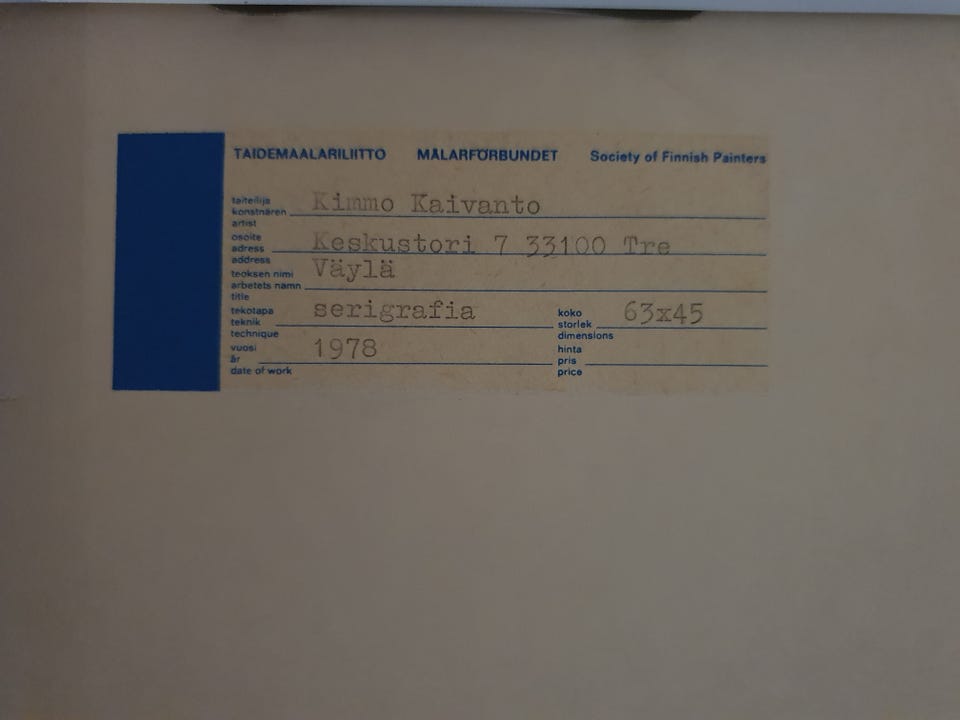 TAIDEMAALARILIITTO MÅLARFÖRBUNDET Society of Finnish Painters
taiteilija
konstnären Kimmo Kaivanto
artist
osoite
adress Keskustori 7 33100 Tre
address
teoksen nimi Väylä
arbetets namn
title
tekotapa serigrafia koko 63x45
teknik storlek
technique dimensions
vuosi 1978 hinta
år pris
date of work price